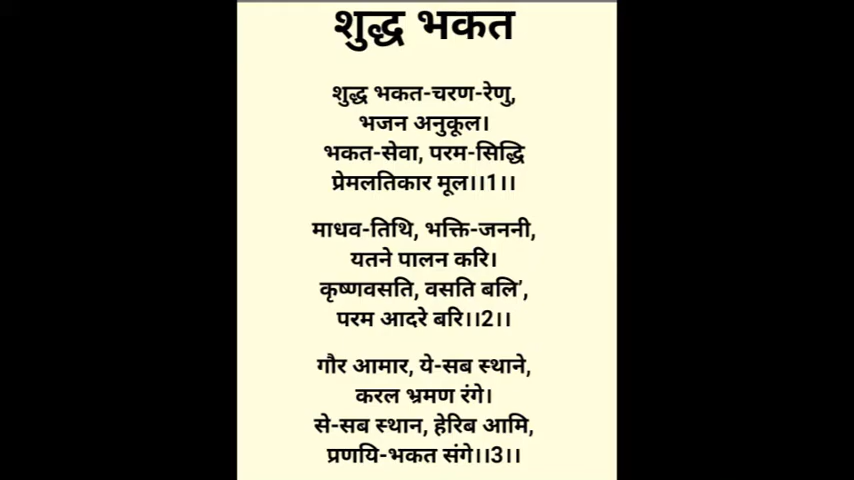 शुद्ध भकत
शुद्ध भकत-चरण-रेणु,
भजन अनुकूल।
भकत-सेवा, परम-सिद्धि
प्रेमलतिकार मूल।।1।।
माधव-तिथि, भक्ति-जननी,
यतने पालन करि।
कृष्णवसति, वसति बलि’,
परम आदरे बरि।।2।।
गौर आमार, ये-सब स्थाने,
करल भ्रमण रंगे।
से-सब स्थान, हेरिब आमि,
प्रणयि-भकत संगे।।3।।